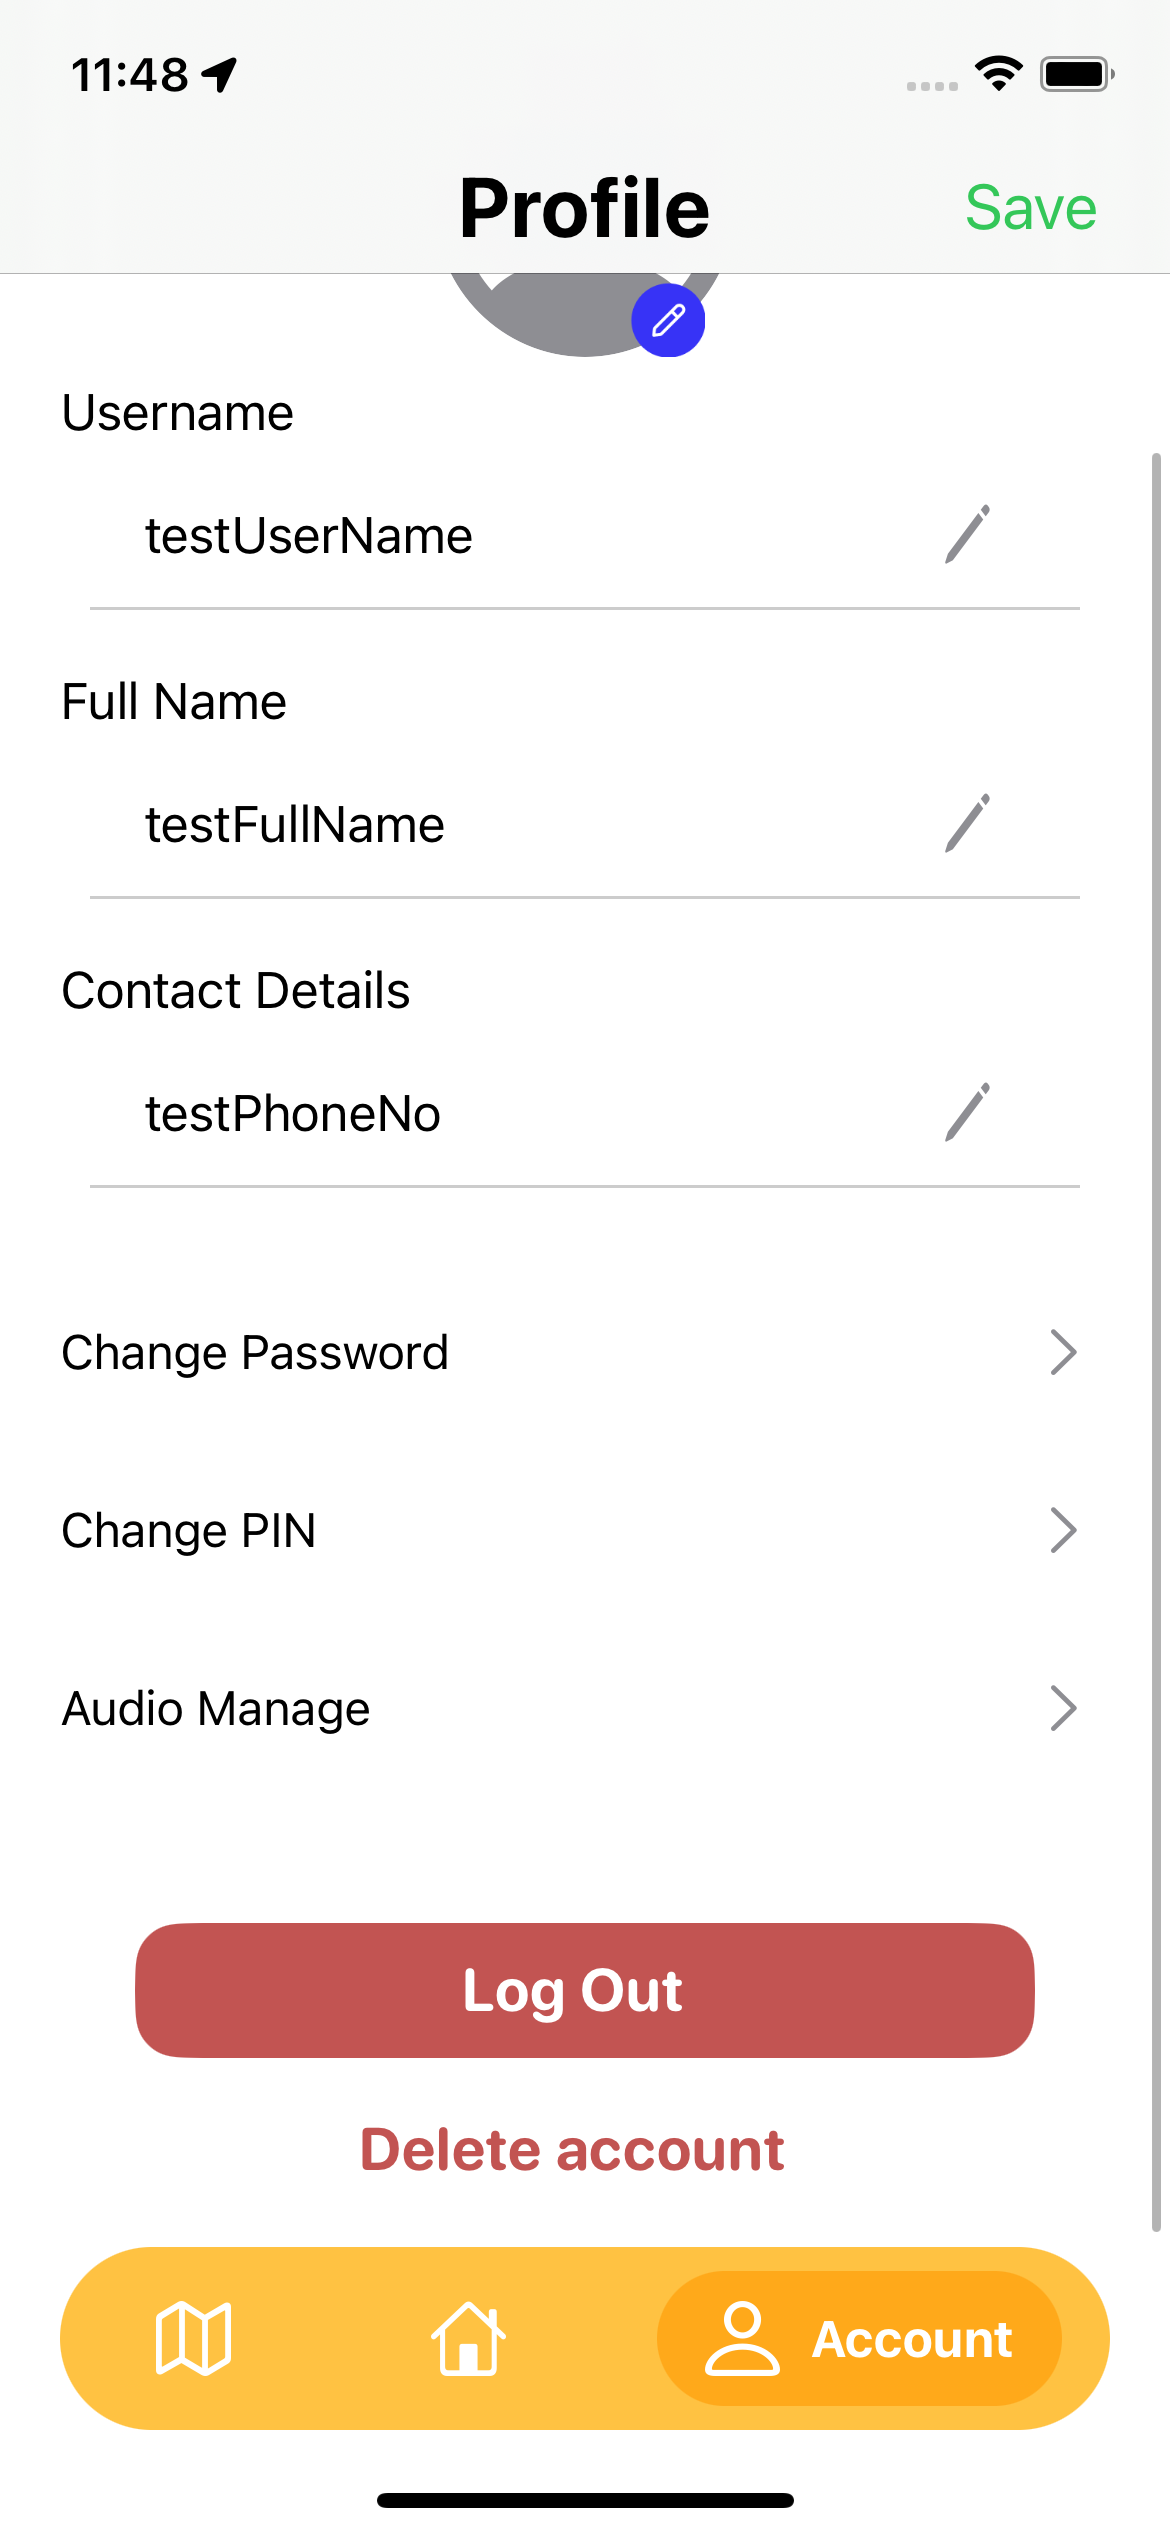 11:48
Profile
Save
Username
testUserName
Full Name
testFullName
Contact Details
testPhoneNo
Change Password
Change PIN
Audio Manage
Log Out
Delete account
Account